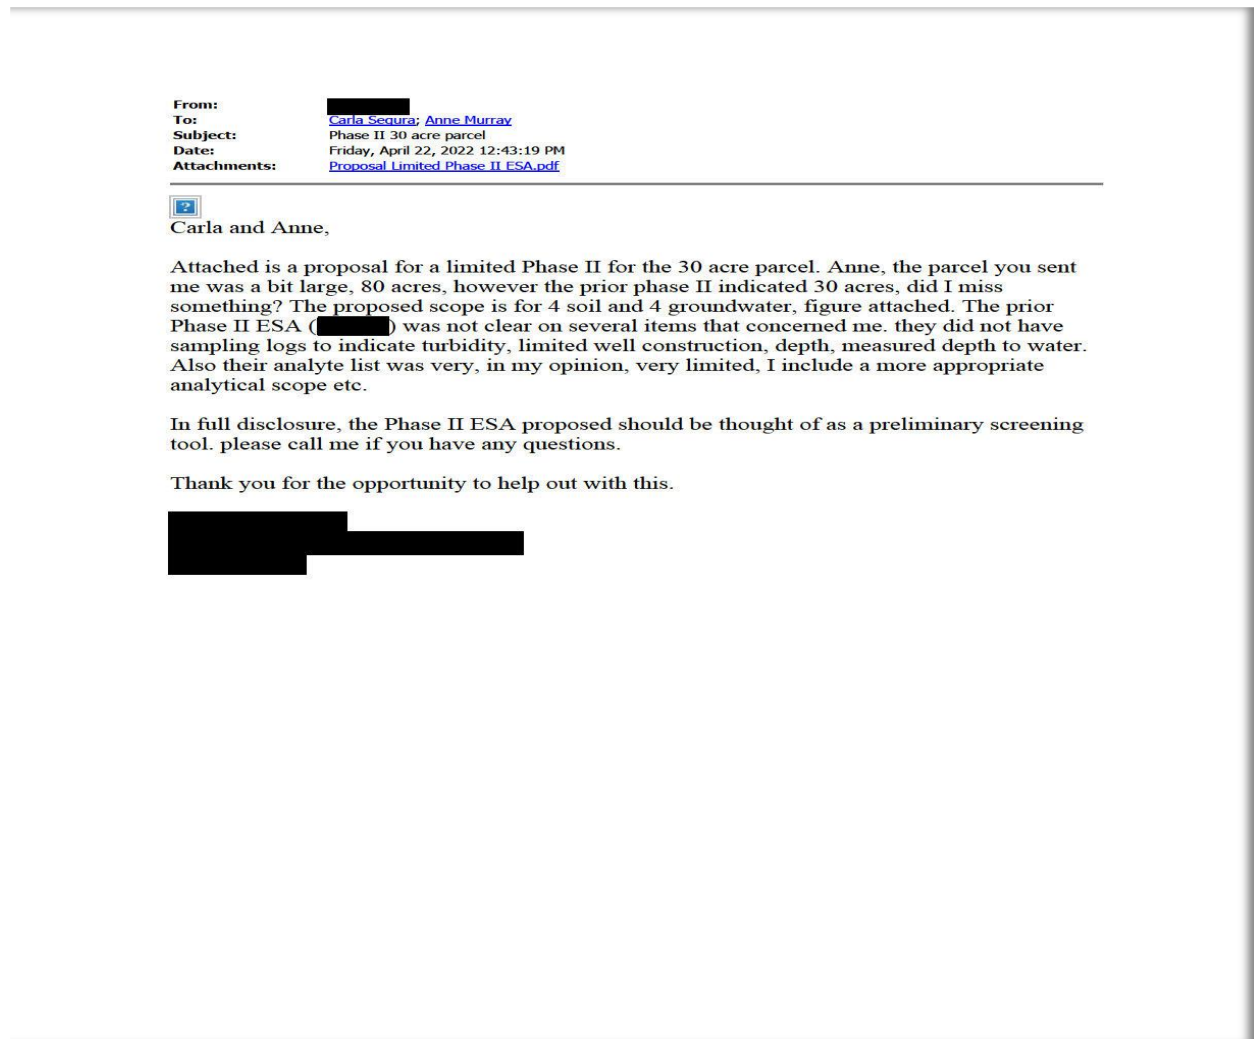 From:
To: Carla Segura; Anne Murray
Subject: Phase II 30 acre parcel
Date: Friday, April 22, 2022 12:43:19 PM
Attachments: Proposal Limited Phase II ESA.pdf
?
Carla and Anne,
Attached is a proposal for a limited Phase II for the 30 acre parcel. Anne, the parcel you sent
me was a bit large, 80 acres, however the prior phase II indicated 30 acres, did I miss
something? The proposed scope is for 4 soil and 4 groundwater, figure attached. The prior
Phase II ESA ( ) was not clear on several items that concerned me. they did not have
sampling logs to indicate turbidity, limited well construction, depth, measured depth to water.
Also their analyte list was very, in my opinion, very limited, I include a more appropriate
analytical scope etc.
In full disclosure, the Phase II ESA proposed should be thought of as a preliminary screening
tool. please call me if you have any questions.
Thank you for the opportunity to help out with this.